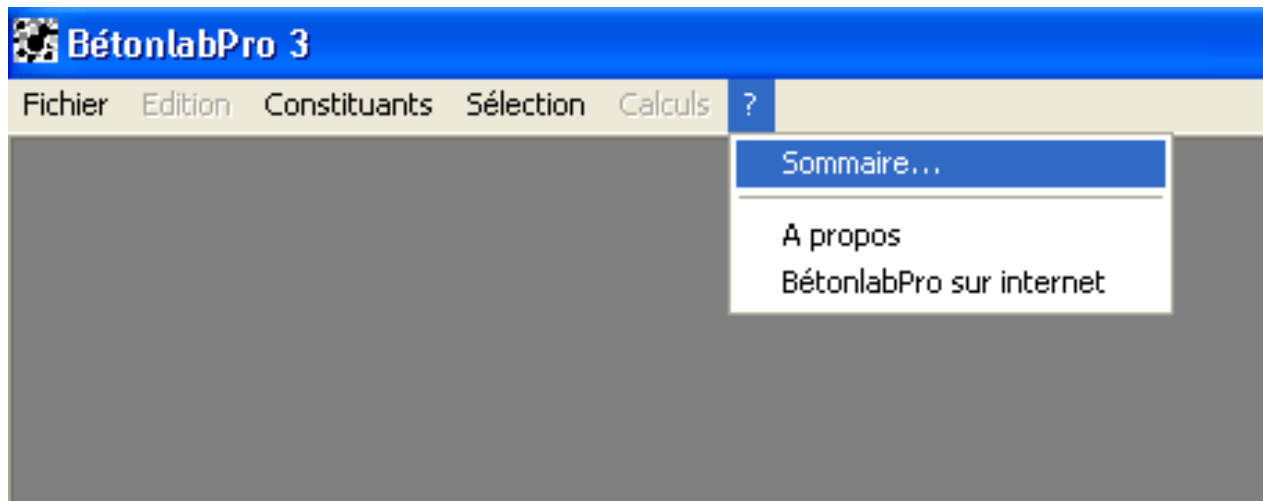 BétonlabPro 3
Fichier Edition Constituants Sélection Calculs ?
Sommaire...
A propos
BétonlabPro sur internet